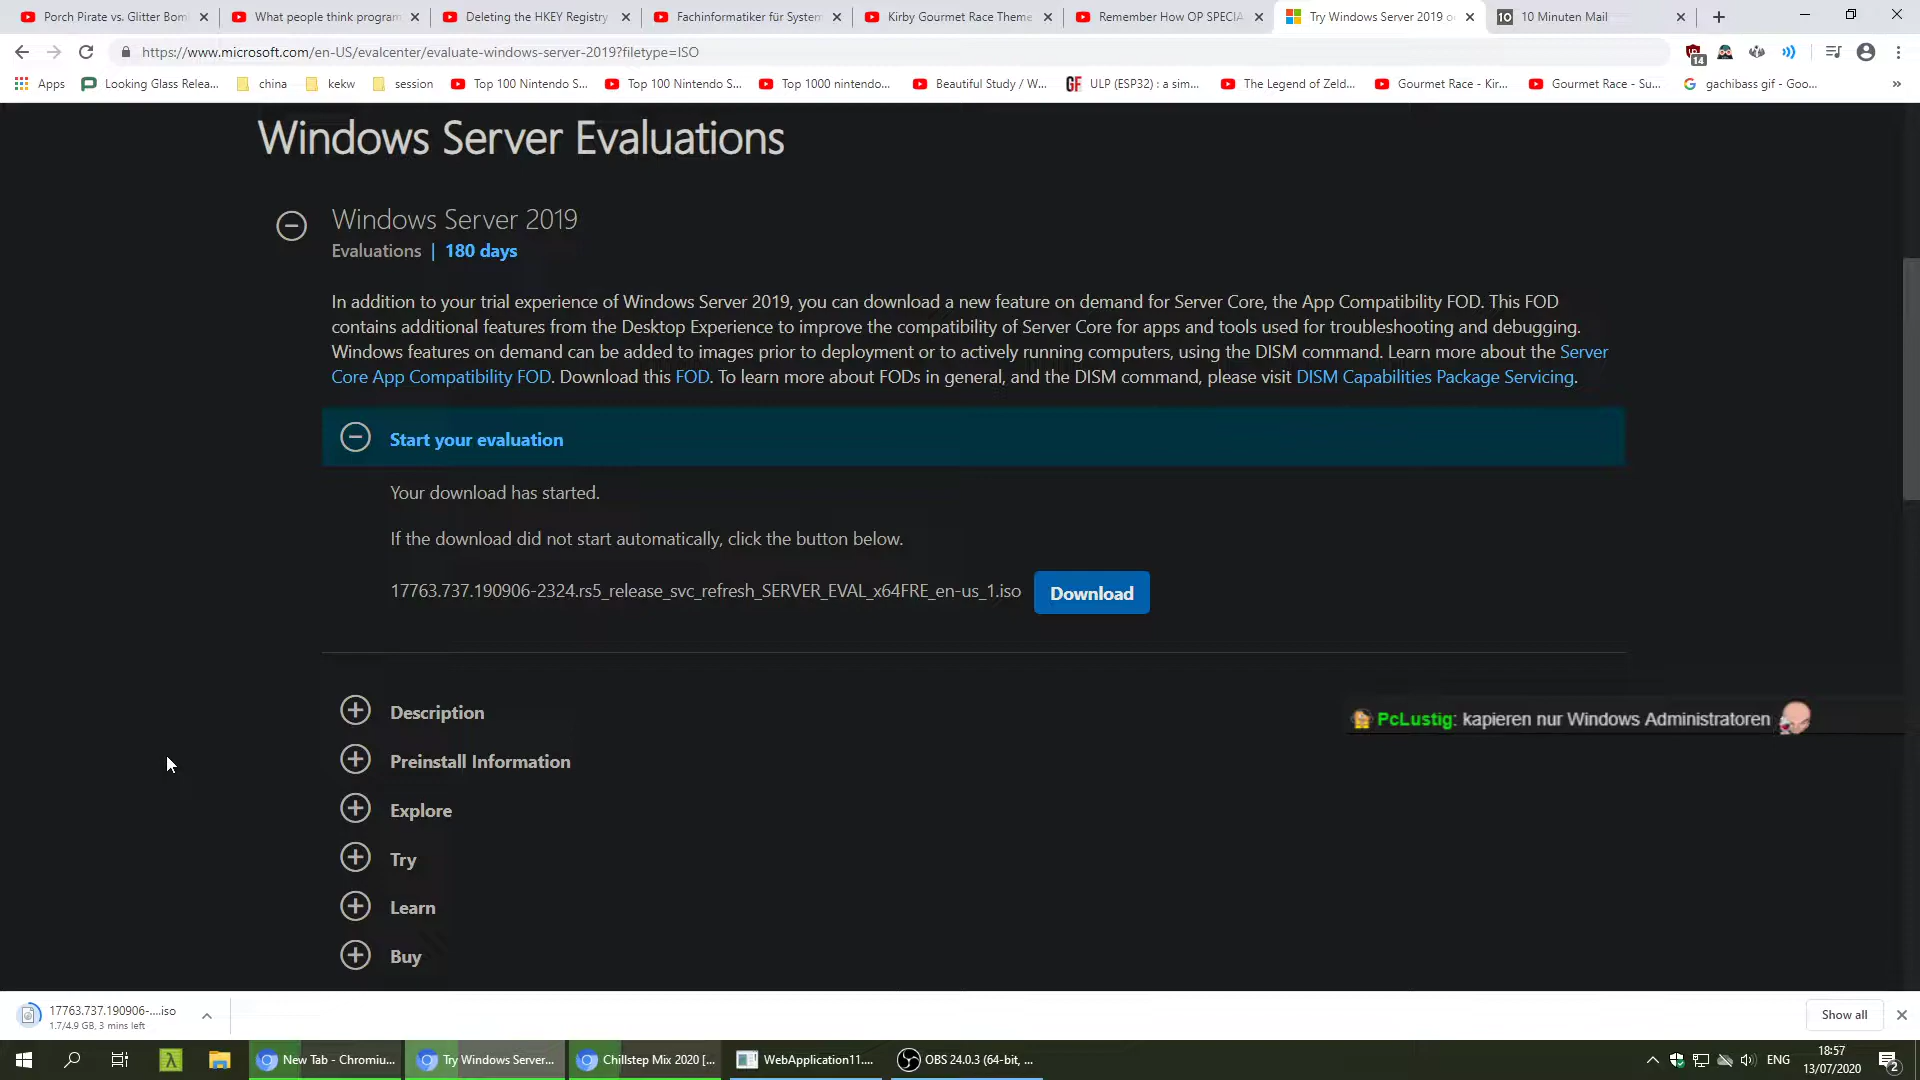 Porch Pirate vs. Glitter Bom
What people think program
Deleting the HKEY Registry
Fachinformatiker für System
Kirby Gourmet Race Theme
Remember How OP SPECIA
Try Windows Server 2019 o
10
10 Minuten Mail
https://www.microsoft.com/en-US/evalcenter/evaluate-windows-server-2019?filetype=ISO
14
Apps
Looking Glass Relea...
china
kekw
session
Top 100 Nintendo S...
Top 100 Nintendo S...
Top 1000 nintendo...
Beautiful Study / W...
GF
ULP (ESP32) : a sim...
The Legend of Zeld...
Gourmet Race - Kir...
Gourmet Race - Su...
gachibass gif - Goo...
»
Windows Server Evaluations
Windows Server 2019
Evaluations | 180 days
In addition to your trial experience of Windows Server 2019, you can download a new feature on demand for Server Core, the App Compatibility FOD. This FOD
contains additional features from the Desktop Experience to improve the compatibility of Server Core for apps and tools used for troubleshooting and debugging.
Windows features on demand can be added to images prior to deployment or to actively running computers, using the DISM command. Learn more about the Server
Core App Compatibility FOD. Download this FOD. To learn more about FODs in general, and the DISM command, please visit DISM Capabilities Package Servicing.
Start your evaluation
Your download has started.
If the download did not start automatically, click the button below.
17763.737.190906-2324.rs5_release_svc_refresh_SERVER_EVAL_x64FRE_en-us_1.iso
Download
Description
PcLustig: kapieren nur Windows Administratoren
Preinstall Information
Explore
Try
Learn
Buy
17763.737.190906-....iso
1.7/4.9 GB, 3 mins left
Show all
New Tab - Chromiu...
Try Windows Server...
Chillstep Mix 2020 [...
WebApplication11....
OBS 24.0.3 (64-bit, ...
ENG
18:57
13/07/2020
2